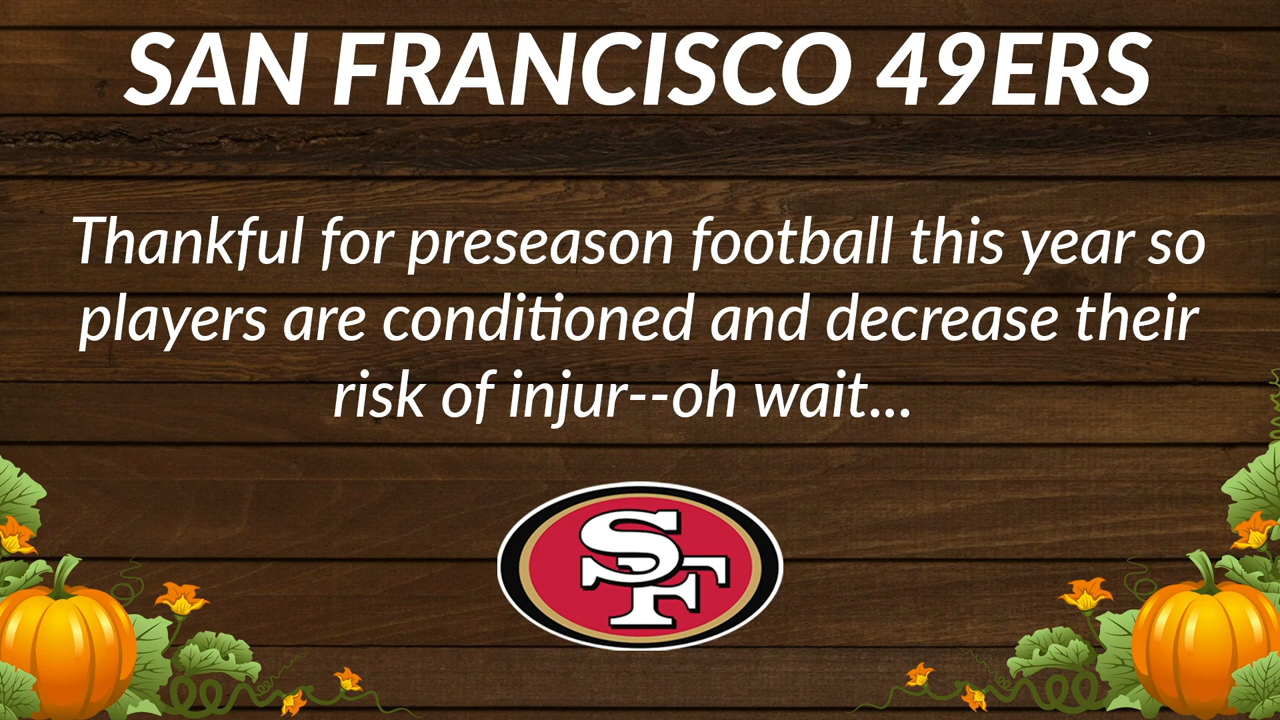 SAN FRANCISCO 49ERS
Thankful for preseason football this year so
players are conditioned and decrease their
risk of injur--oh wait...
SF